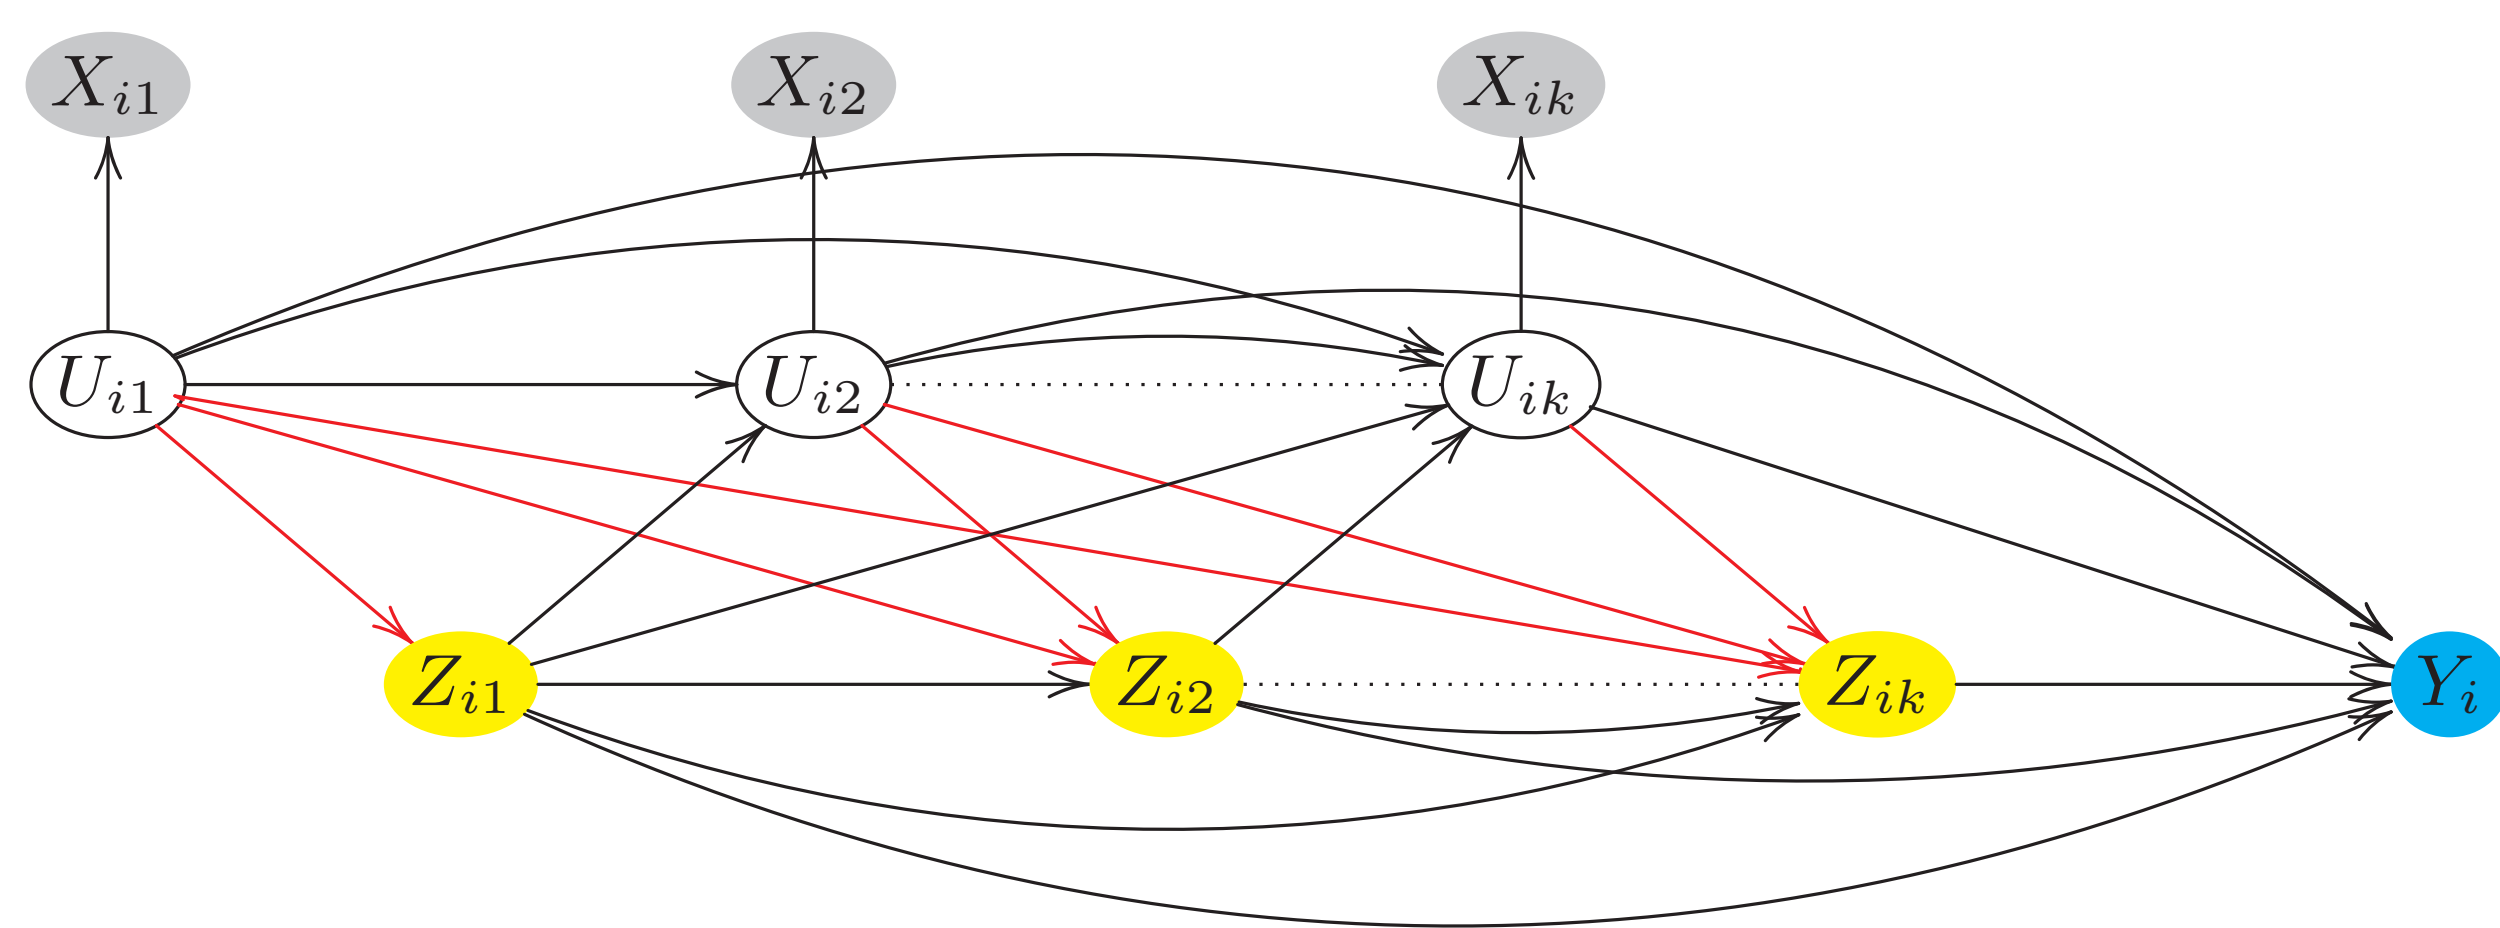 X_{i1} X_{i2} X_{ik}
U_{i1} U_{i2} U_{ik}
Z_{i1} Z_{i2} Z_{ik} Y_i